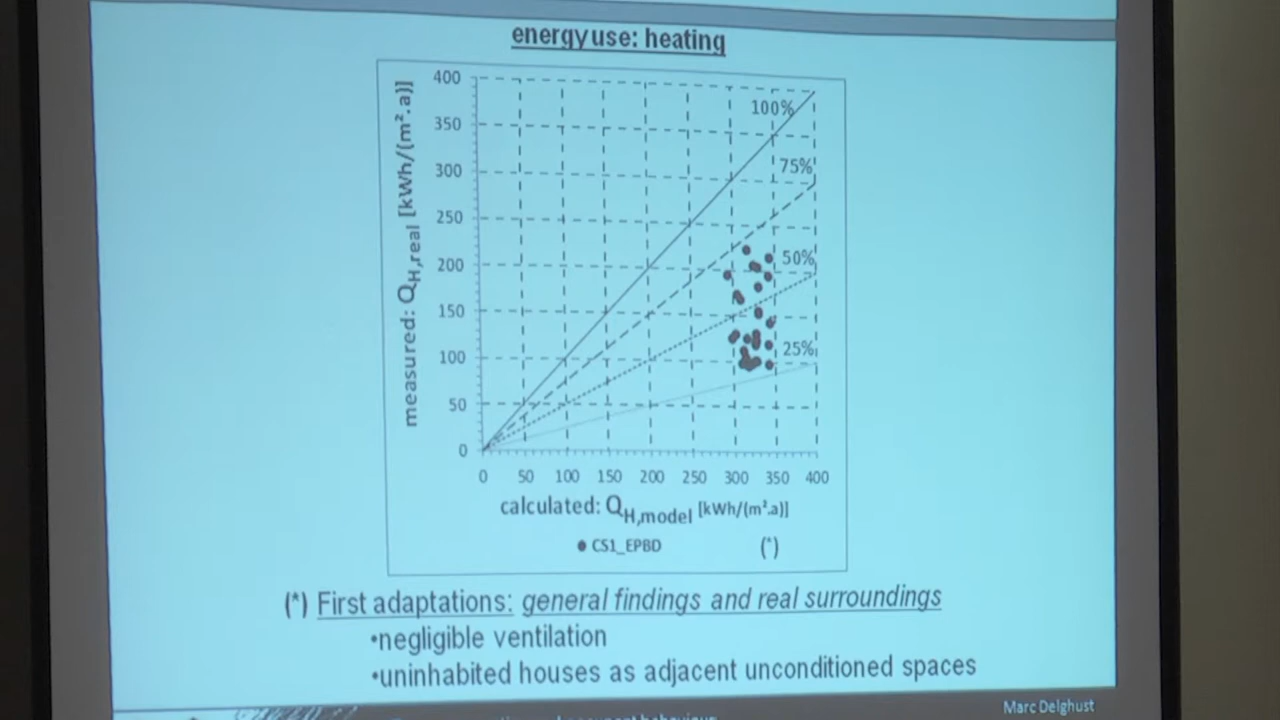 energy use: heating
measured: QH,real [kWh/(m².a)]
400
350
300
250
200
150
100
50
0
100%
75%
50%
25%
0 50 100 150 200 250 300 350 400
calculated: QH,model [kWh/(m².a)]
CS1_EPBD (*)
(*) First adaptations: general findings and real surroundings
•negligible ventilation
•uninhabited houses as adjacent unconditioned spaces
Marc Delghust